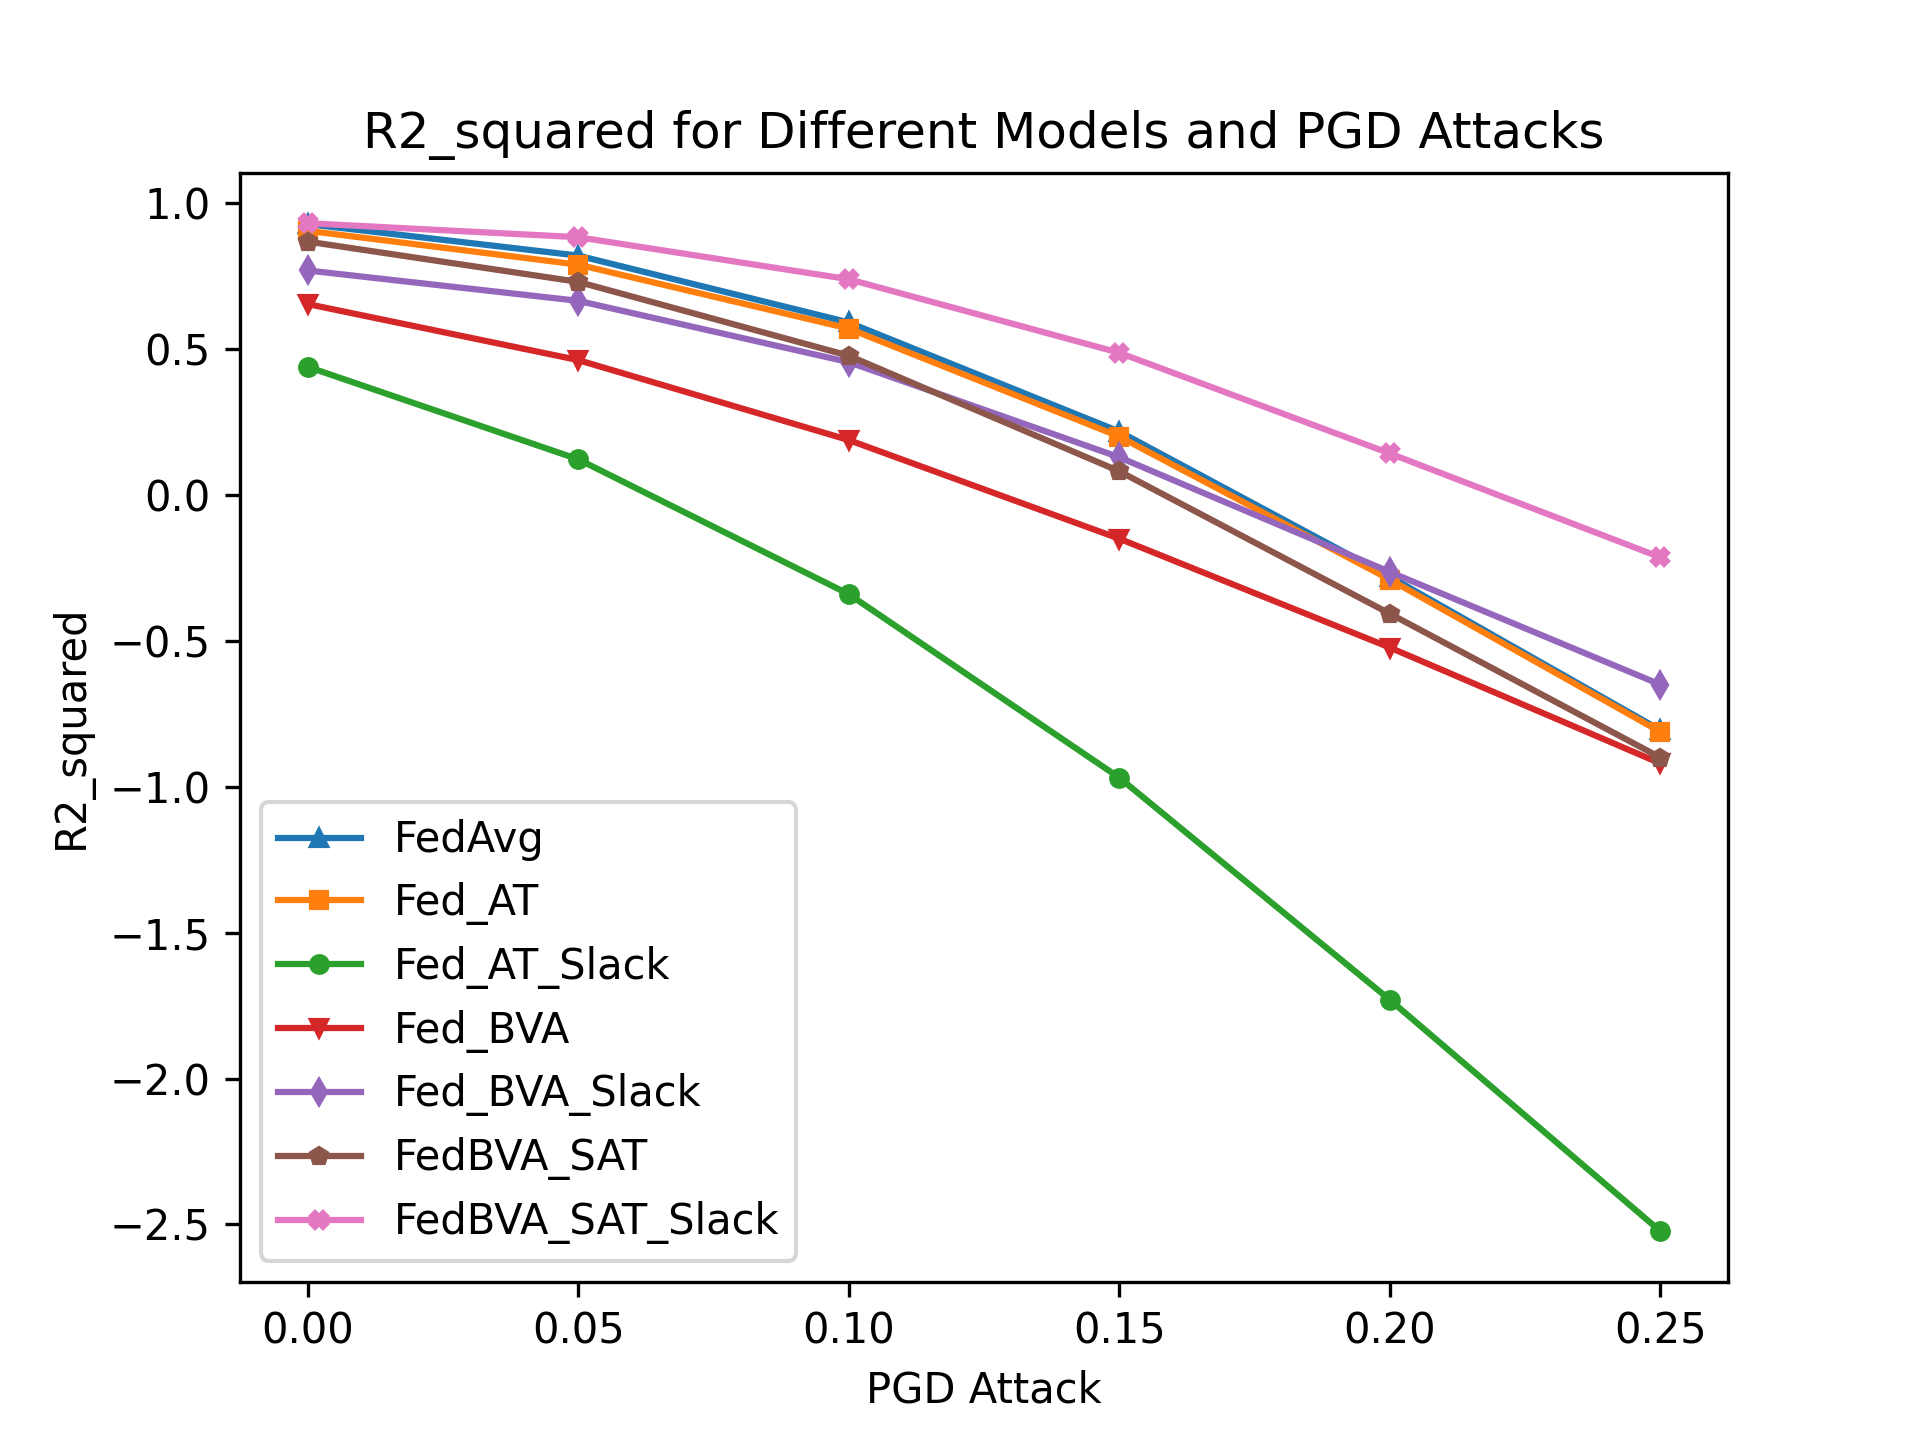 R2_squared for Different Models and PGD Attacks
1.0
0.5
0.0
−0.5
−1.0
−1.5
−2.0
−2.5
R2_squared
FedAvg
Fed_AT
Fed_AT_Slack
Fed_BVA
Fed_BVA_Slack
FedBVA_SAT
FedBVA_SAT_Slack
0.00 0.05 0.10 0.15 0.20 0.25
PGD Attack